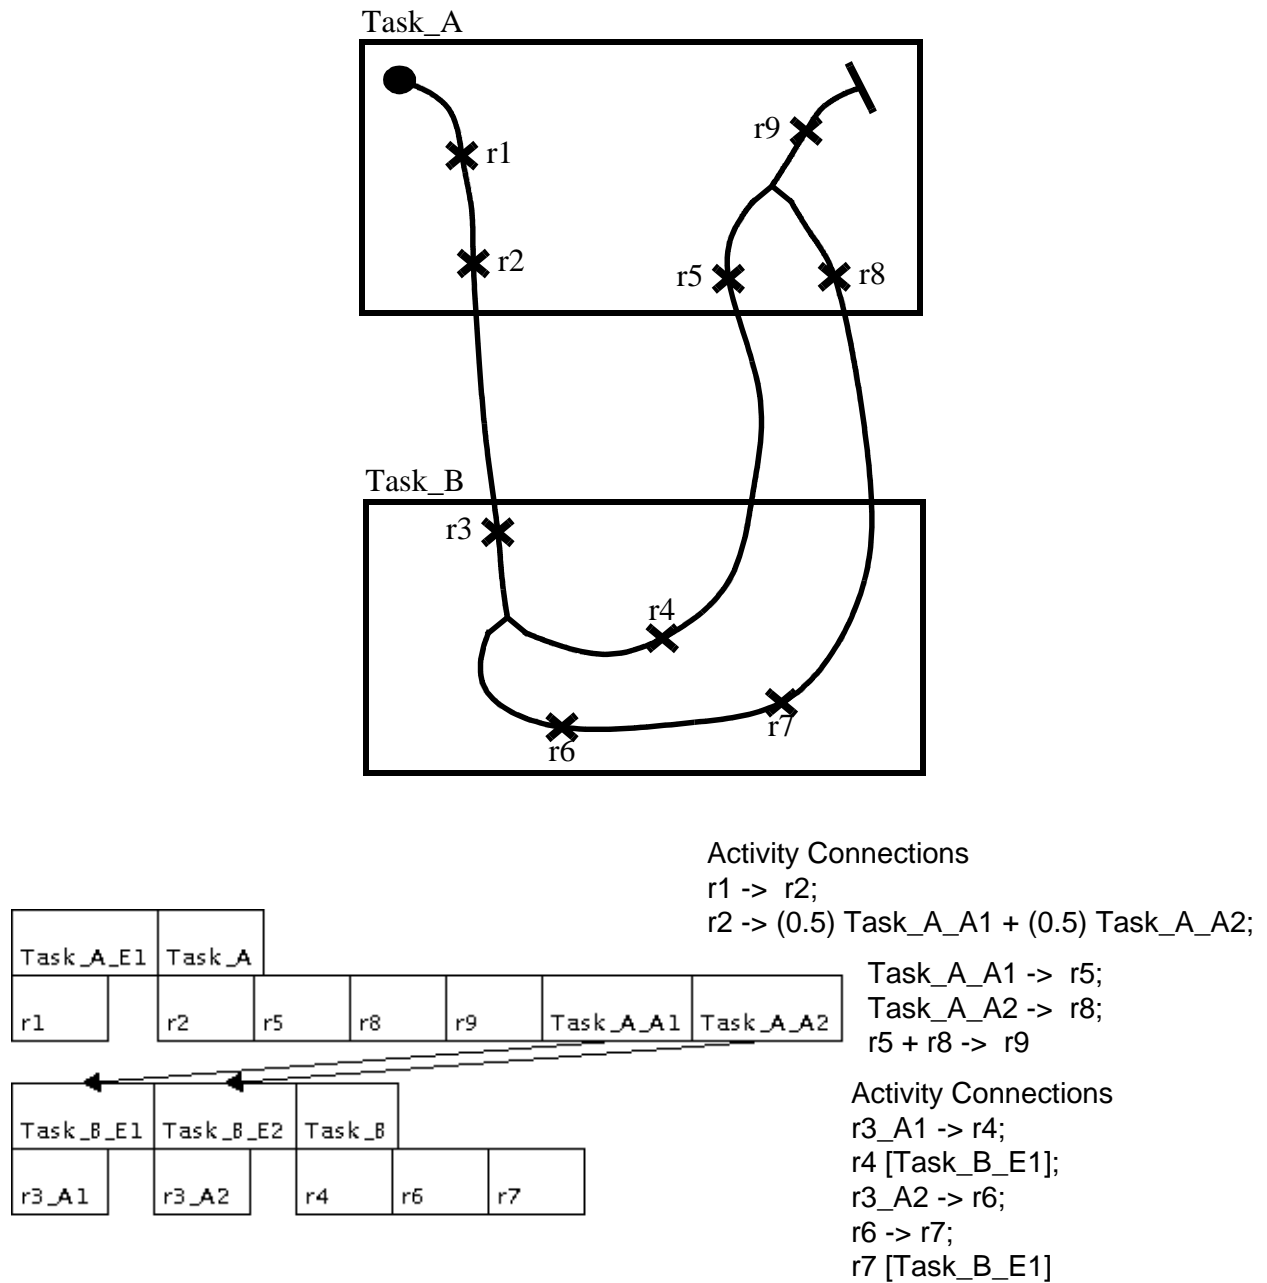 Task_A
r9
r1
r2
r5
r8
Task_B
r3
r4
r7
r6
Activity Connections
r1 -> r2;
r2 -> (0.5) Task_A_A1 + (0.5) Task_A_A2;
Task_A_A1 -> r5;
Task_A_A2 -> r8;
r5 + r8 -> r9
Task_A_E1 Task_A
r1 r2 r5 r8 r9 Task_A_A1 Task_A_A2
Task_B_E1 Task_B_E2 Task_B
r3_A1 r3_A2 r4 r6 r7
Activity Connections
r3_A1 -> r4;
r4 [Task_B_E1];
r3_A2 -> r6;
r6 -> r7;
r7 [Task_B_E1]